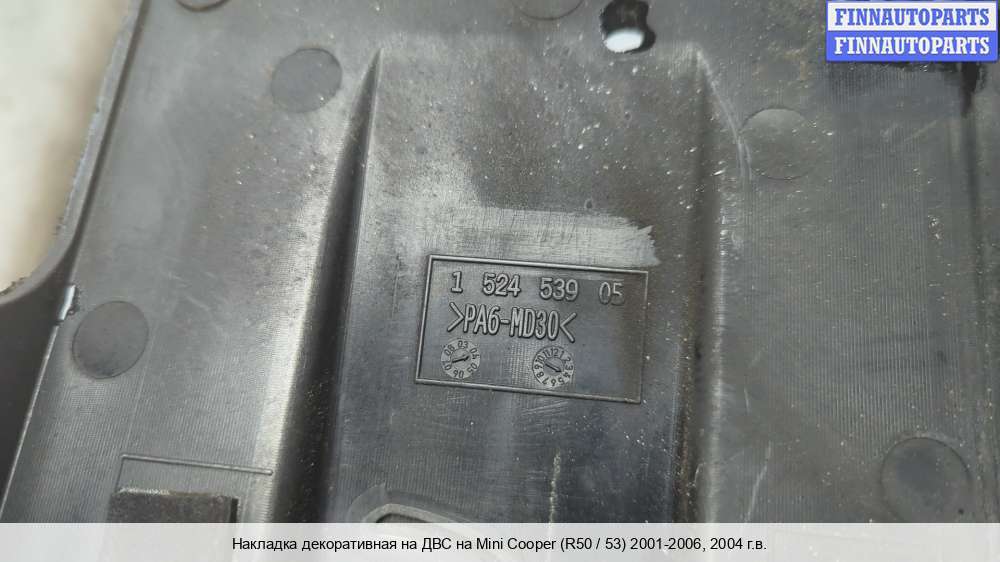 FINNAUTOPARTS
FINNAUTOPARTS
1 524 539 05
>PA6-MD30<
Накладка декоративная на ДВС на Mini Cooper (R50 / 53) 2001-2006, 2004 г.в.